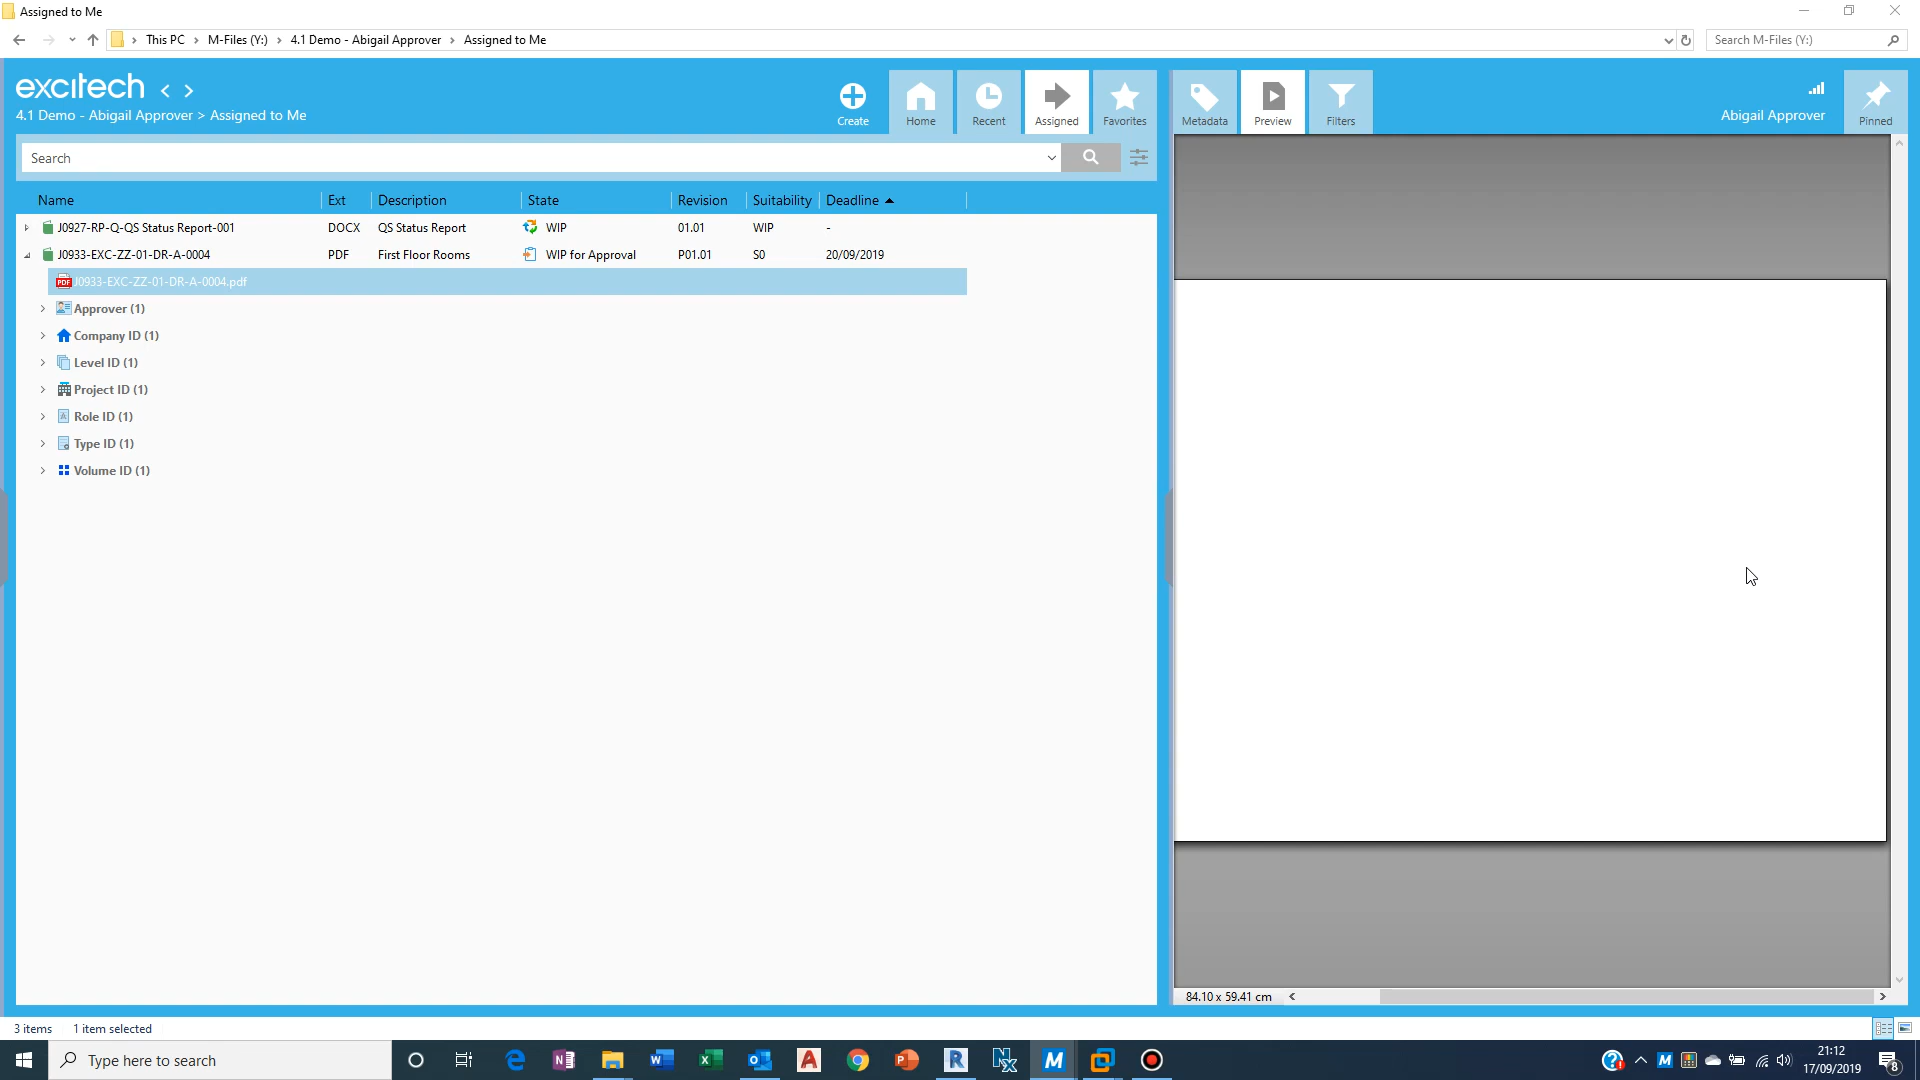 Assigned to Me
This PC > M-Files (Y:) > 4.1 Demo - Abigail Approver > Assigned to Me
Search M-Files (Y:)
excitech
4.1 Demo - Abigail Approver > Assigned to Me
Create
Home
Recent
Assigned
Favorites
Metadata
Preview
Filters
Abigail Approver
Pinned
Search
Name Ext Description State Revision Suitability Deadline
J0927-RP-Q-QS Status Report-001 DOCX QS Status Report WIP 01.01 WIP -
J0933-EXC-ZZ-01-DR-A-0004 PDF First Floor Rooms WIP for Approval P01.01 S0 20/09/2019
PDF J0933-EXC-ZZ-01-DR-A-0004.pdf
Approver (1)
Company ID (1)
Level ID (1)
Project ID (1)
Role ID (1)
Type ID (1)
Volume ID (1)
84.10 x 59.41 cm
3 items 1 item selected
Type here to search
21:12
17/09/2019
8